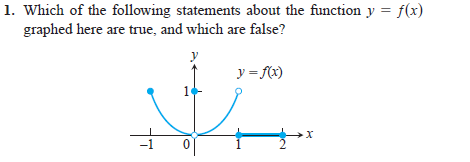 1. Which of the following statements about the function y = f(x)
graphed here are true, and which are false?
y
y = f(x)
1
x
–1 0 1 2